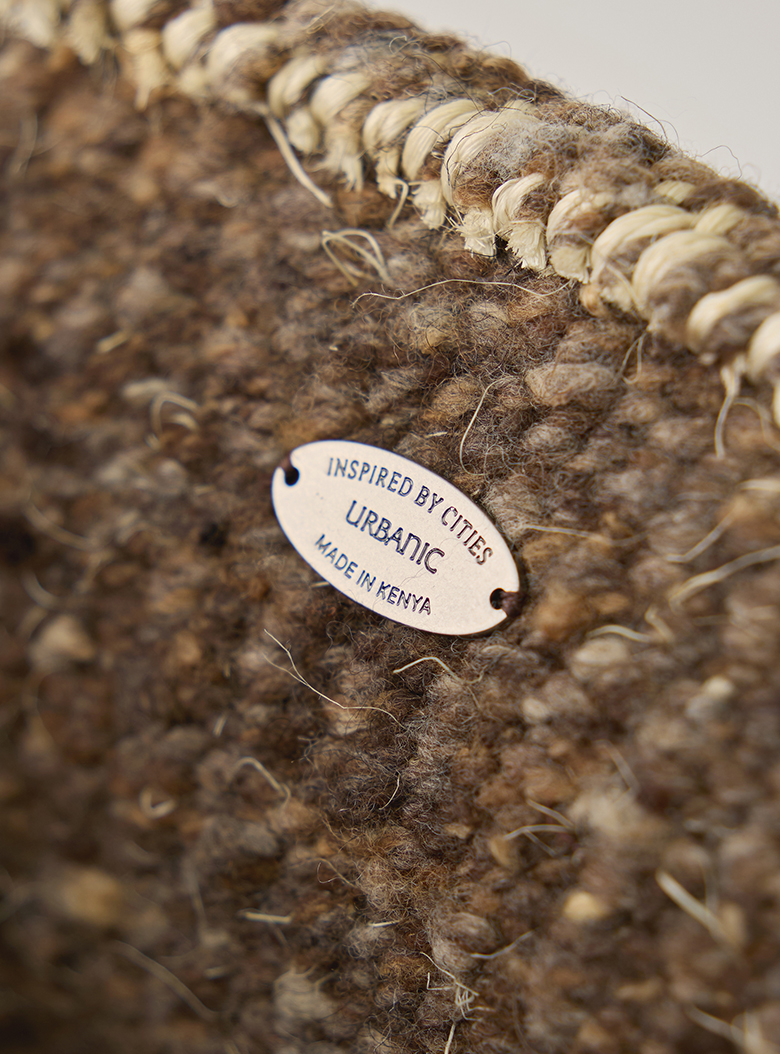 INSPIRED BY CITIES
URBANIC
MADE IN KENYA